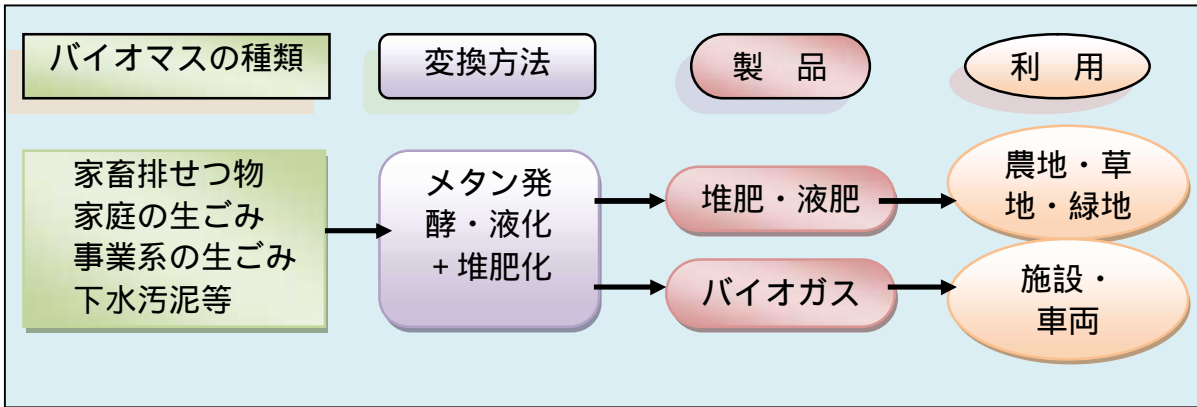 バイオマスの種類
変換方法
製　品
利　用
家畜排せつ物
家庭の生ごみ
事業系の生ごみ
下水汚泥等
メタン発
酵・液化
+堆肥化
堆肥・液肥
農地・草
地・緑地
バイオガス
施設・
車両